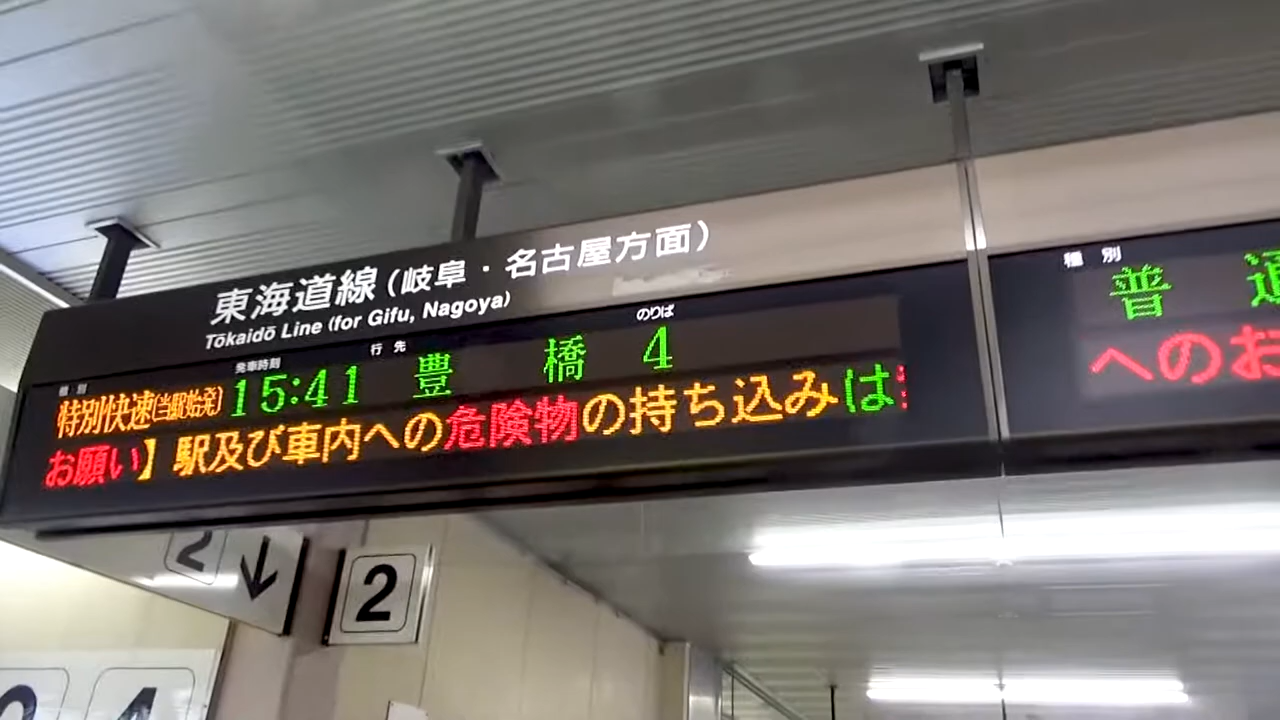 東海道線(岐阜・名古屋方面)
Tōkaidō Line (for Gifu, Nagoya)
種別 発車時刻 行先 のりば
特別快速(当駅始発) 15:41 豊橋 4
お願い】駅及び車内への危険物の持ち込みは
種別
普通
へのお
2 ↓
2